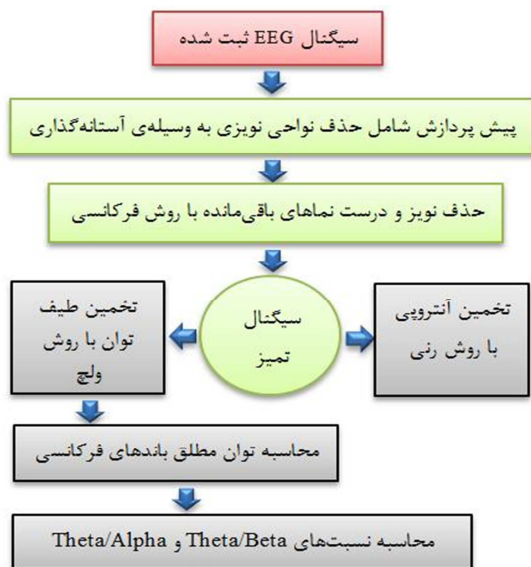 سیگنال EEG ثبت شده
پیش پردازش شامل حذف نواحی نویزی به وسیله‌ی آستانه‌گذاری
حذف نویز و درست نماهای باقی‌مانده با روش فرکانسی
سیگنال
تمیز
تخمین آنتروپی
با روش رنی
تخمین طیف
توان با روش
ولچ
محاسبه توان مطلق باندهای فرکانسی
محاسبه نسبت‌های Theta/Beta و Theta/Alpha